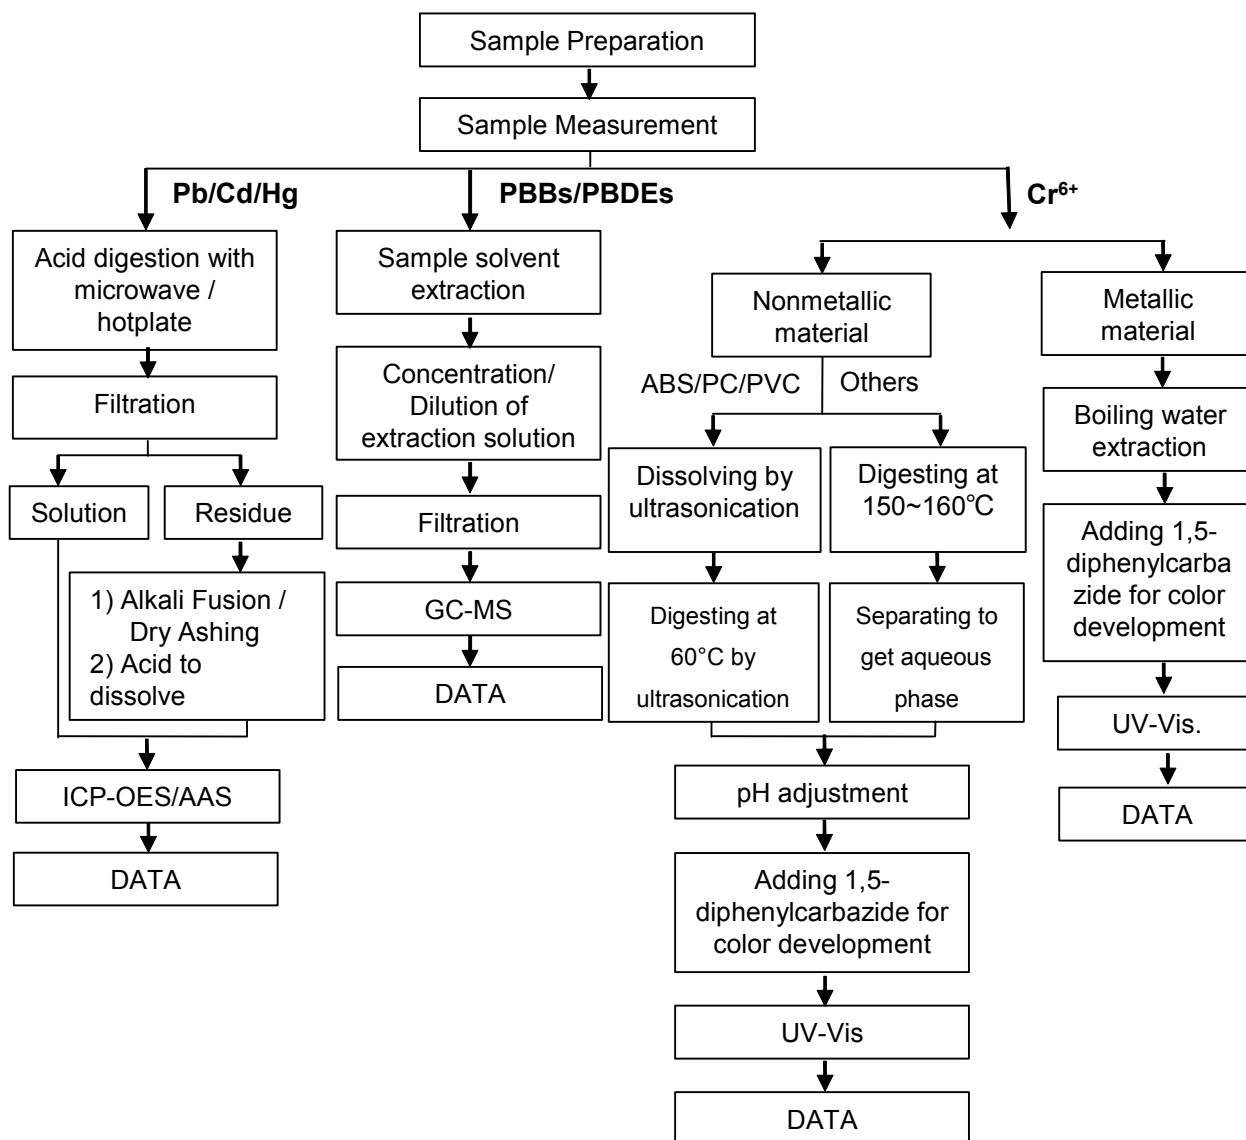 Sample Preparation
Sample Measurement
Pb/Cd/Hg
Acid digestion with
microwave /
hotplate
Filtration
Solution
Residue
1) Alkali Fusion /
Dry Ashing
2) Acid to
dissolve
ICP-OES/AAS
DATA
PBBs/PBDEs
Sample solvent
extraction
Concentration/
Dilution of
extraction solution
Filtration
GC-MS
DATA
Cr⁶⁺
Nonmetallic
material
ABS/PC/PVC
Others
Dissolving by
ultrasonication
Digesting at
60°C by
ultrasonication
Digesting at
150~160℃
Separating to
get aqueous
phase
pH adjustment
Adding 1,5-
diphenylcarbazide for
color development
UV-Vis
DATA
Metallic
material
Boiling water
extraction
Adding 1,5-
diphenylcarba
zide for color
development
UV-Vis.
DATA